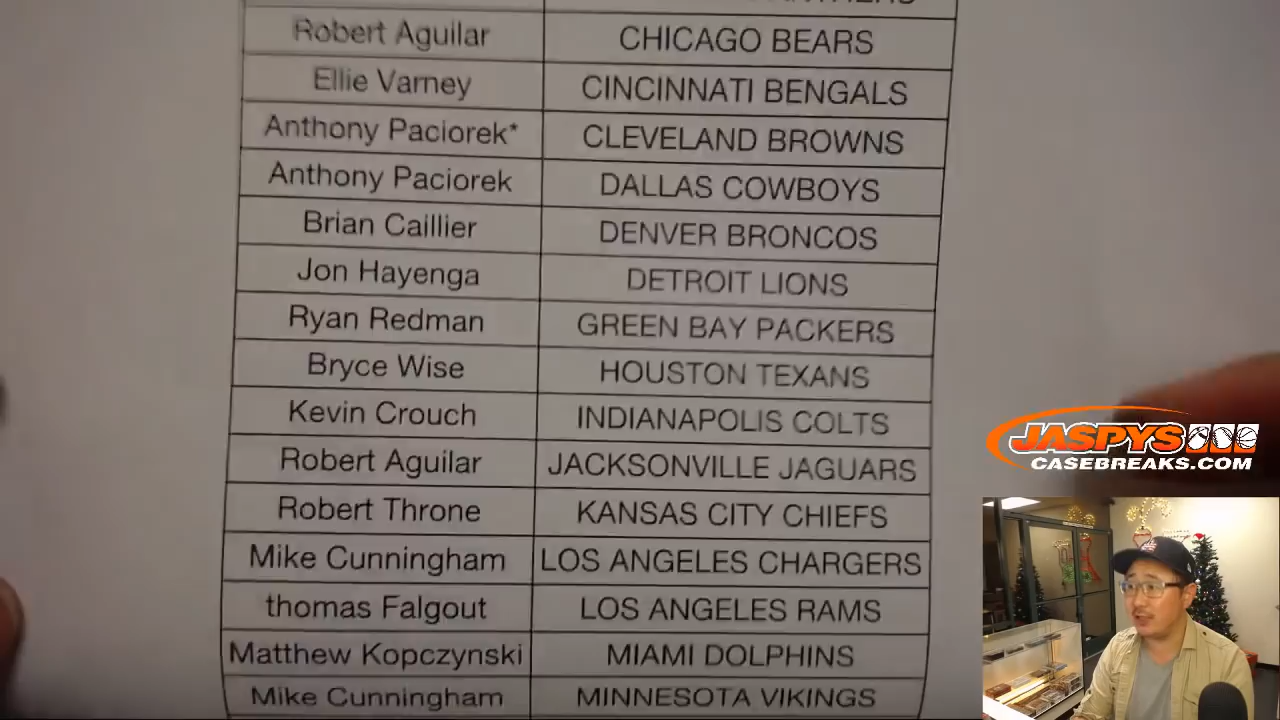 Robert Aguilar CHICAGO BEARS
Ellie Varney CINCINNATI BENGALS
Anthony Paciorek* CLEVELAND BROWNS
Anthony Paciorek DALLAS COWBOYS
Brian Caillier DENVER BRONCOS
Jon Hayenga DETROIT LIONS
Ryan Redman GREEN BAY PACKERS
Bryce Wise HOUSTON TEXANS
Kevin Crouch INDIANAPOLIS COLTS
Robert Aguilar JACKSONVILLE JAGUARS
Robert Throne KANSAS CITY CHIEFS
Mike Cunningham LOS ANGELES CHARGERS
thomas Falgout LOS ANGELES RAMS
Matthew Kopczynski MIAMI DOLPHINS
Mike Cunningham MINNESOTA VIKINGS
JASPYS
CASEBREAKS.COM